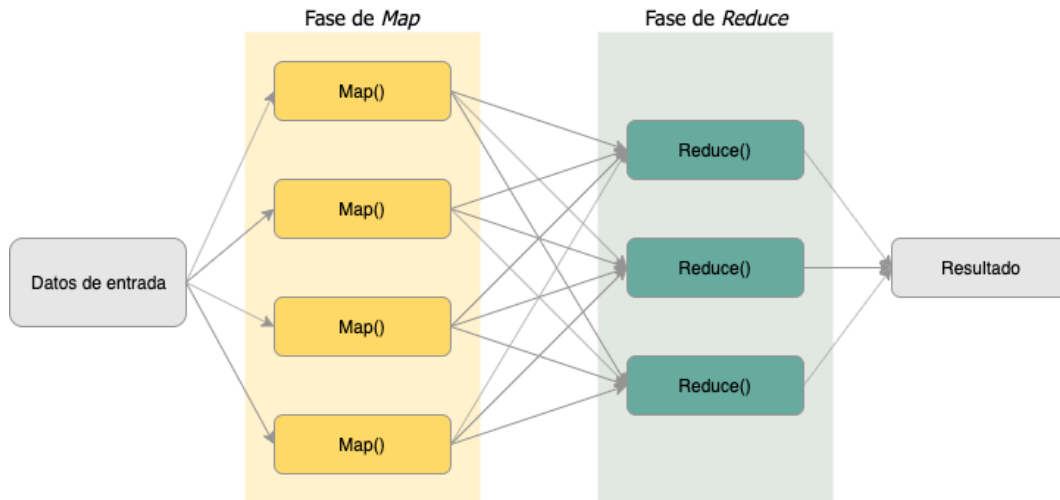 Fase de Map
Fase de Reduce
Map()
Map()
Map()
Map()
Reduce()
Reduce()
Reduce()
Datos de entrada
Resultado